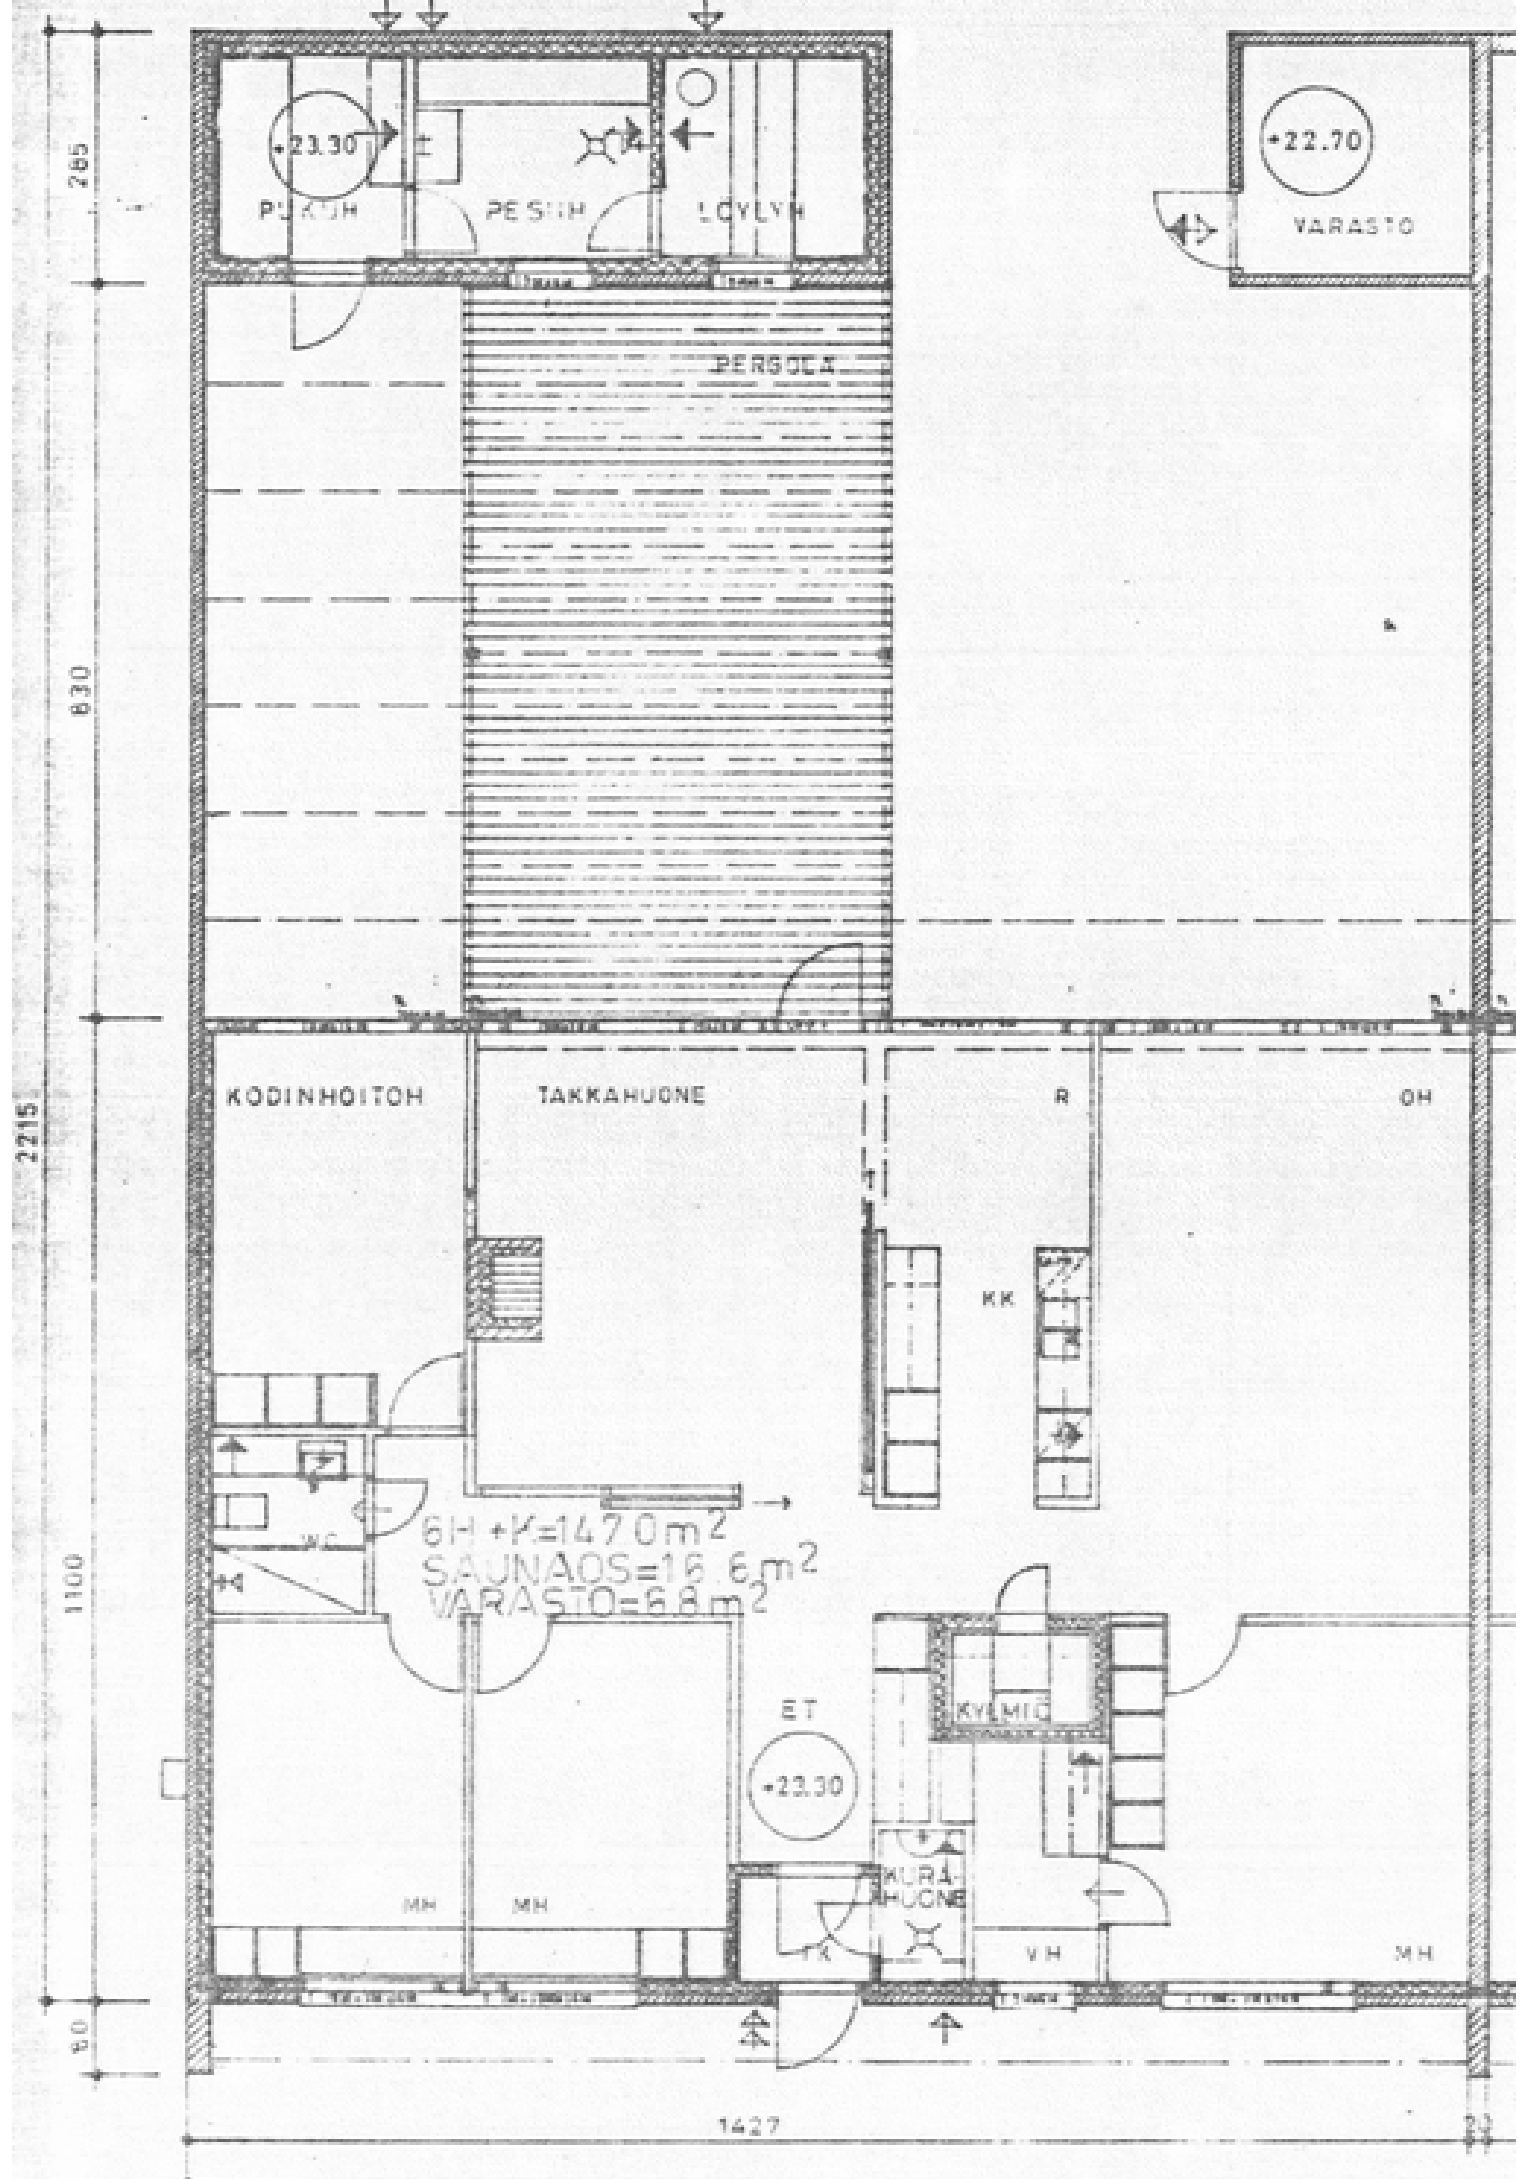 285
+23.30
+22.70
PUKUH
PESUH
LÖYLYH
VARASTO
PERGOLA
830
2215
KODINHOITOH
TAKKAHUONE
R
OH
KK
WC
6H+K=147.0m2
SAUNAOS=16.6m2
VARASTO=6.8m2
1100
ET
KYLMIÖ
+23.30
KURA-
HUONE
MH
MH
TK
VH
MH
60
1427
20